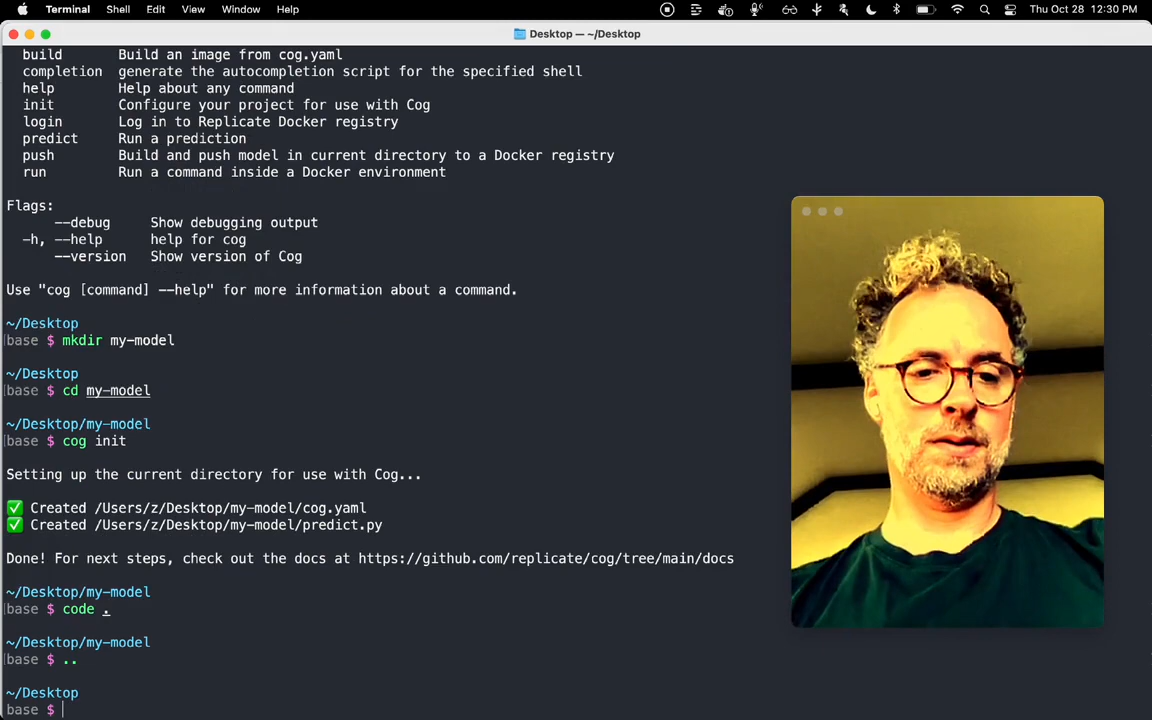 Terminal Shell Edit View Window Help Thu Oct 28 12:30 PM
Desktop — ~/Desktop
build Build an image from cog.yaml
completion generate the autocompletion script for the specified shell
help Help about any command
init Configure your project for use with Cog
login Log in to Replicate Docker registry
predict Run a prediction
push Build and push model in current directory to a Docker registry
run Run a command inside a Docker environment
Flags:
--debug Show debugging output
-h, --help help for cog
--version Show version of Cog
Use "cog [command] --help" for more information about a command.
~/Desktop
base $ mkdir my-model
~/Desktop
base $ cd my-model
~/Desktop/my-model
base $ cog init
Setting up the current directory for use with Cog...
✅ Created /Users/z/Desktop/my-model/cog.yaml
✅ Created /Users/z/Desktop/my-model/predict.py
Done! For next steps, check out the docs at https://github.com/replicate/cog/tree/main/docs
~/Desktop/my-model
base $ code .
~/Desktop/my-model
base $ ..
~/Desktop
base $